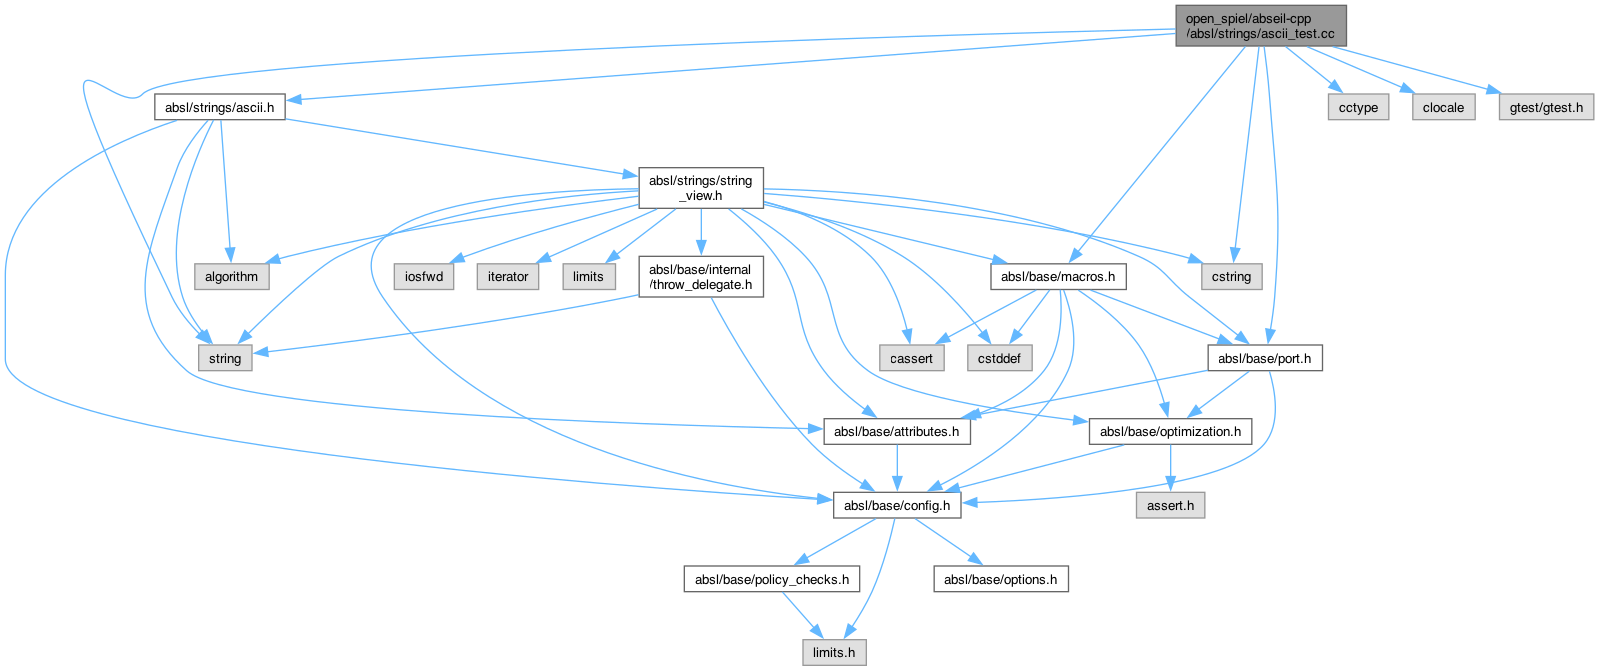 open_spiel/abseil-cpp
/absl/strings/ascii_test.cc
absl/strings/ascii.h
cctype
clocale
gtest/gtest.h
absl/strings/string
_view.h
algorithm
iosfwd
iterator
limits
absl/base/internal
/throw_delegate.h
absl/base/macros.h
cstring
string
cassert
cstddef
absl/base/port.h
absl/base/attributes.h
absl/base/optimization.h
absl/base/config.h
assert.h
absl/base/policy_checks.h
absl/base/options.h
limits.h